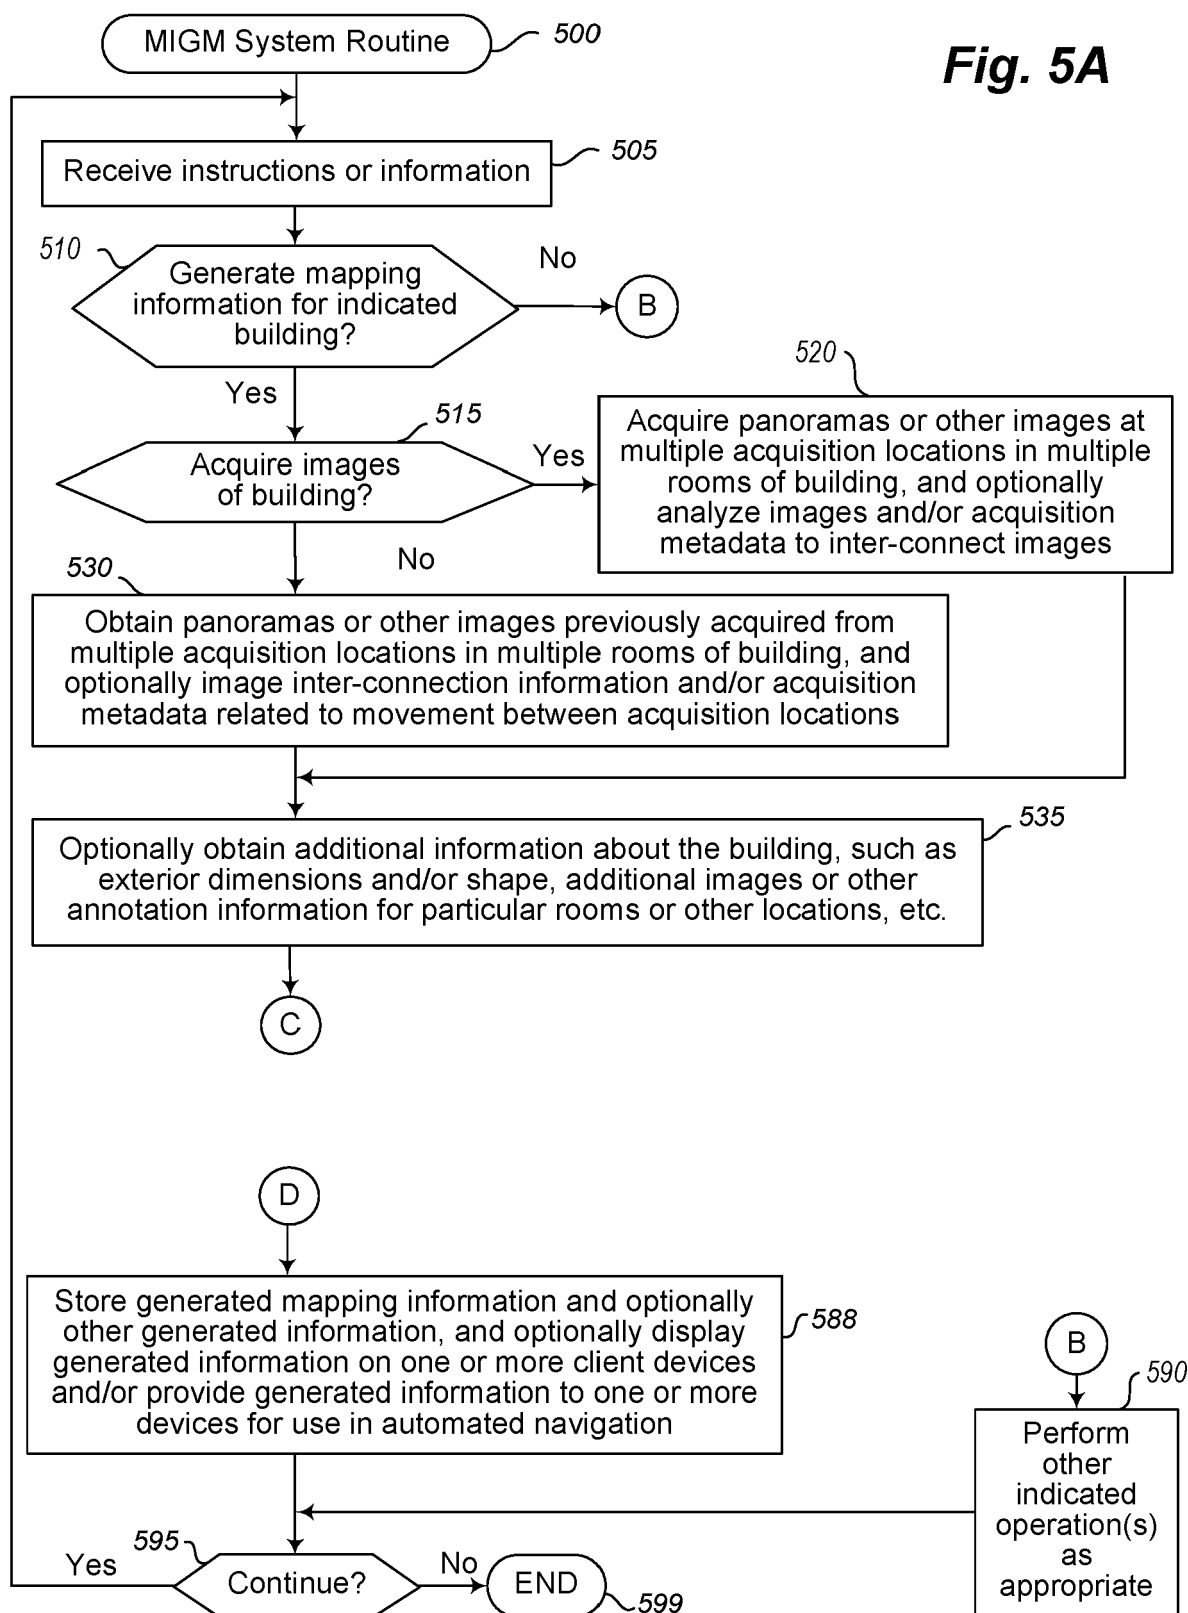 MIGM System Routine
500
Fig. 5A
Receive instructions or information
505
510
Generate mapping
information for indicated
building?
No
B
Yes
515
Acquire images
of building?
Yes
520
Acquire panoramas or other images at
multiple acquisition locations in multiple
rooms of building, and optionally
analyze images and/or acquisition
metadata to inter-connect images
No
530
Obtain panoramas or other images previously acquired from
multiple acquisition locations in multiple rooms of building, and
optionally image inter-connection information and/or acquisition
metadata related to movement between acquisition locations
535
Optionally obtain additional information about the building, such as
exterior dimensions and/or shape, additional images or other
annotation information for particular rooms or other locations, etc.
C
D
Store generated mapping information and optionally
other generated information, and optionally display
generated information on one or more client devices
and/or provide generated information to one or more
devices for use in automated navigation
588
B
590
Perform
other
indicated
operation(s)
as
appropriate
595
Yes
Continue?
No
END
599